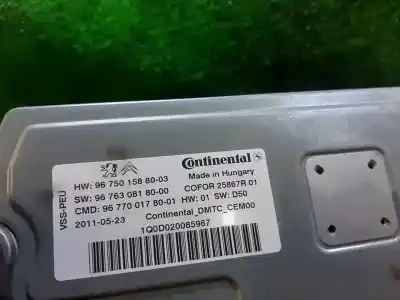 Continental
Made in Hungary
HW: 96 750 158 80-03
COFOR 25867R 01
SW: 96 763 081 80-00
HW: 01 SW: D50
CMD: 96 770 017 80-01
2011-05-23 Continental_DMTC_CEM00
1Q0D020085967
VSS-PEU